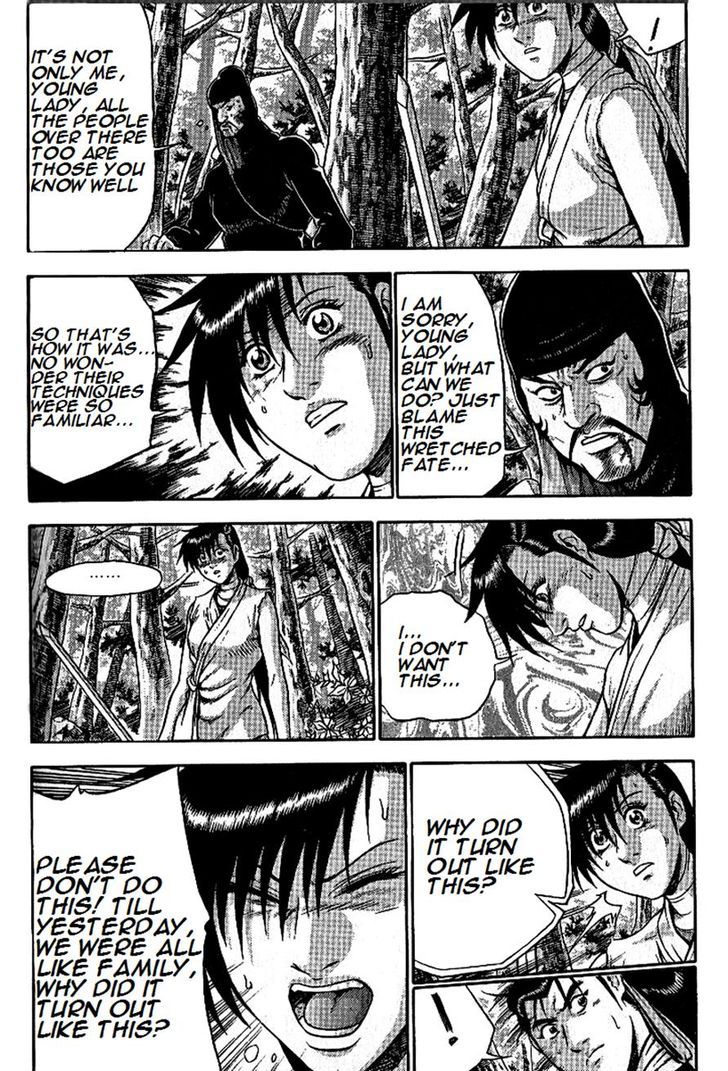 !
IT'S NOT
ONLY ME,
YOUNG
LADY, ALL
THE PEOPLE
OVER THERE
TOO ARE
THOSE YOU
KNOW WELL
I AM
SORRY,
YOUNG
LADY,
BUT WHAT
CAN WE
DO? JUST
BLAME
THIS
WRETCHED
FATE...
SO THAT'S
HOW IT WAS...
NO WON-
DER THEIR
TECHNIQUES
WERE SO
FAMILIAR...
I...
I DON'T
WANT
THIS...
......
WHY DID
IT TURN
OUT LIKE
THIS?
!
PLEASE
DON'T DO
THIS! TILL
YESTERDAY,
WE WERE ALL
LIKE FAMILY,
WHY DID IT
TURN OUT
LIKE THIS?